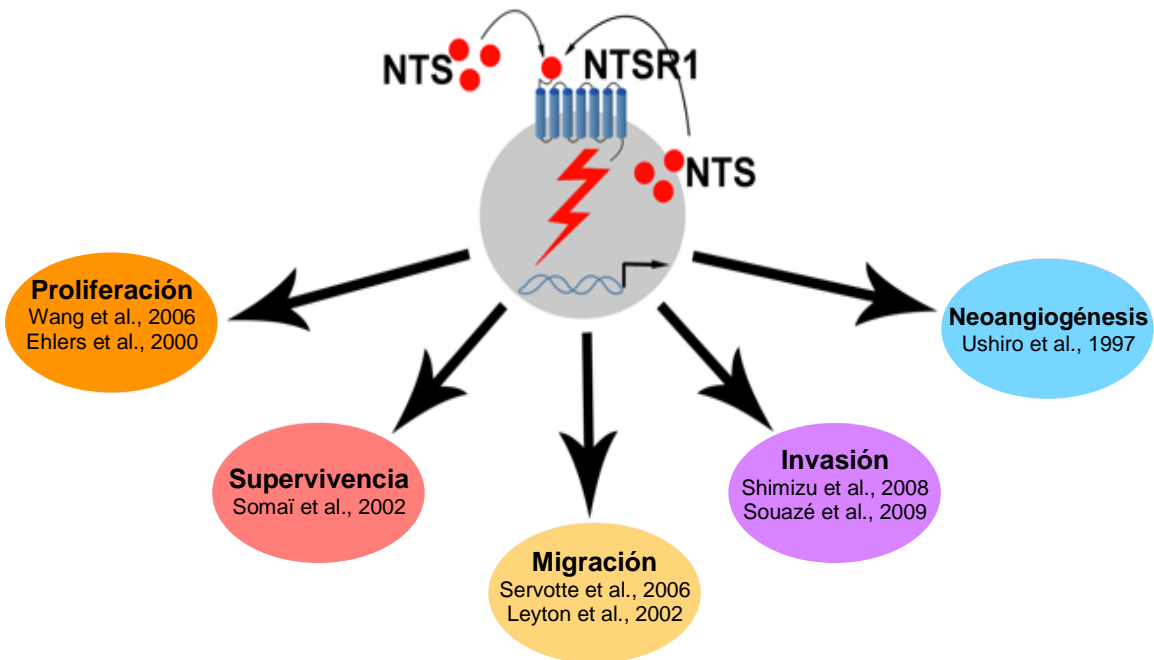 NTS
NTSR1
NTS
Proliferación
Wang et al., 2006
Ehlers et al., 2000
Neoangiogénesis
Ushiro et al., 1997
Supervivencia
Somaï et al., 2002
Invasión
Shimizu et al., 2008
Souazé et al., 2009
Migración
Servotte et al., 2006
Leyton et al., 2002